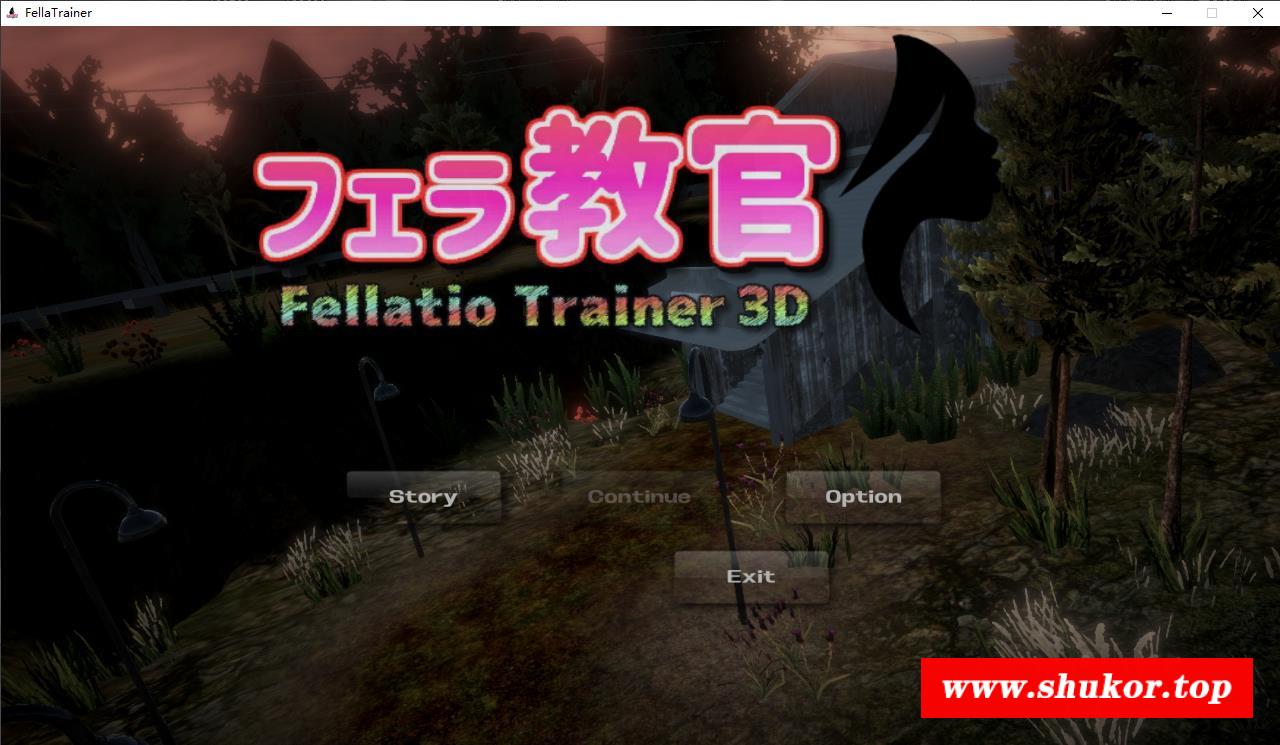 FellaTrainer
フェラ教官
Fellatio Trainer 3D
Story
Continue
Option
Exit
www.shukor.top